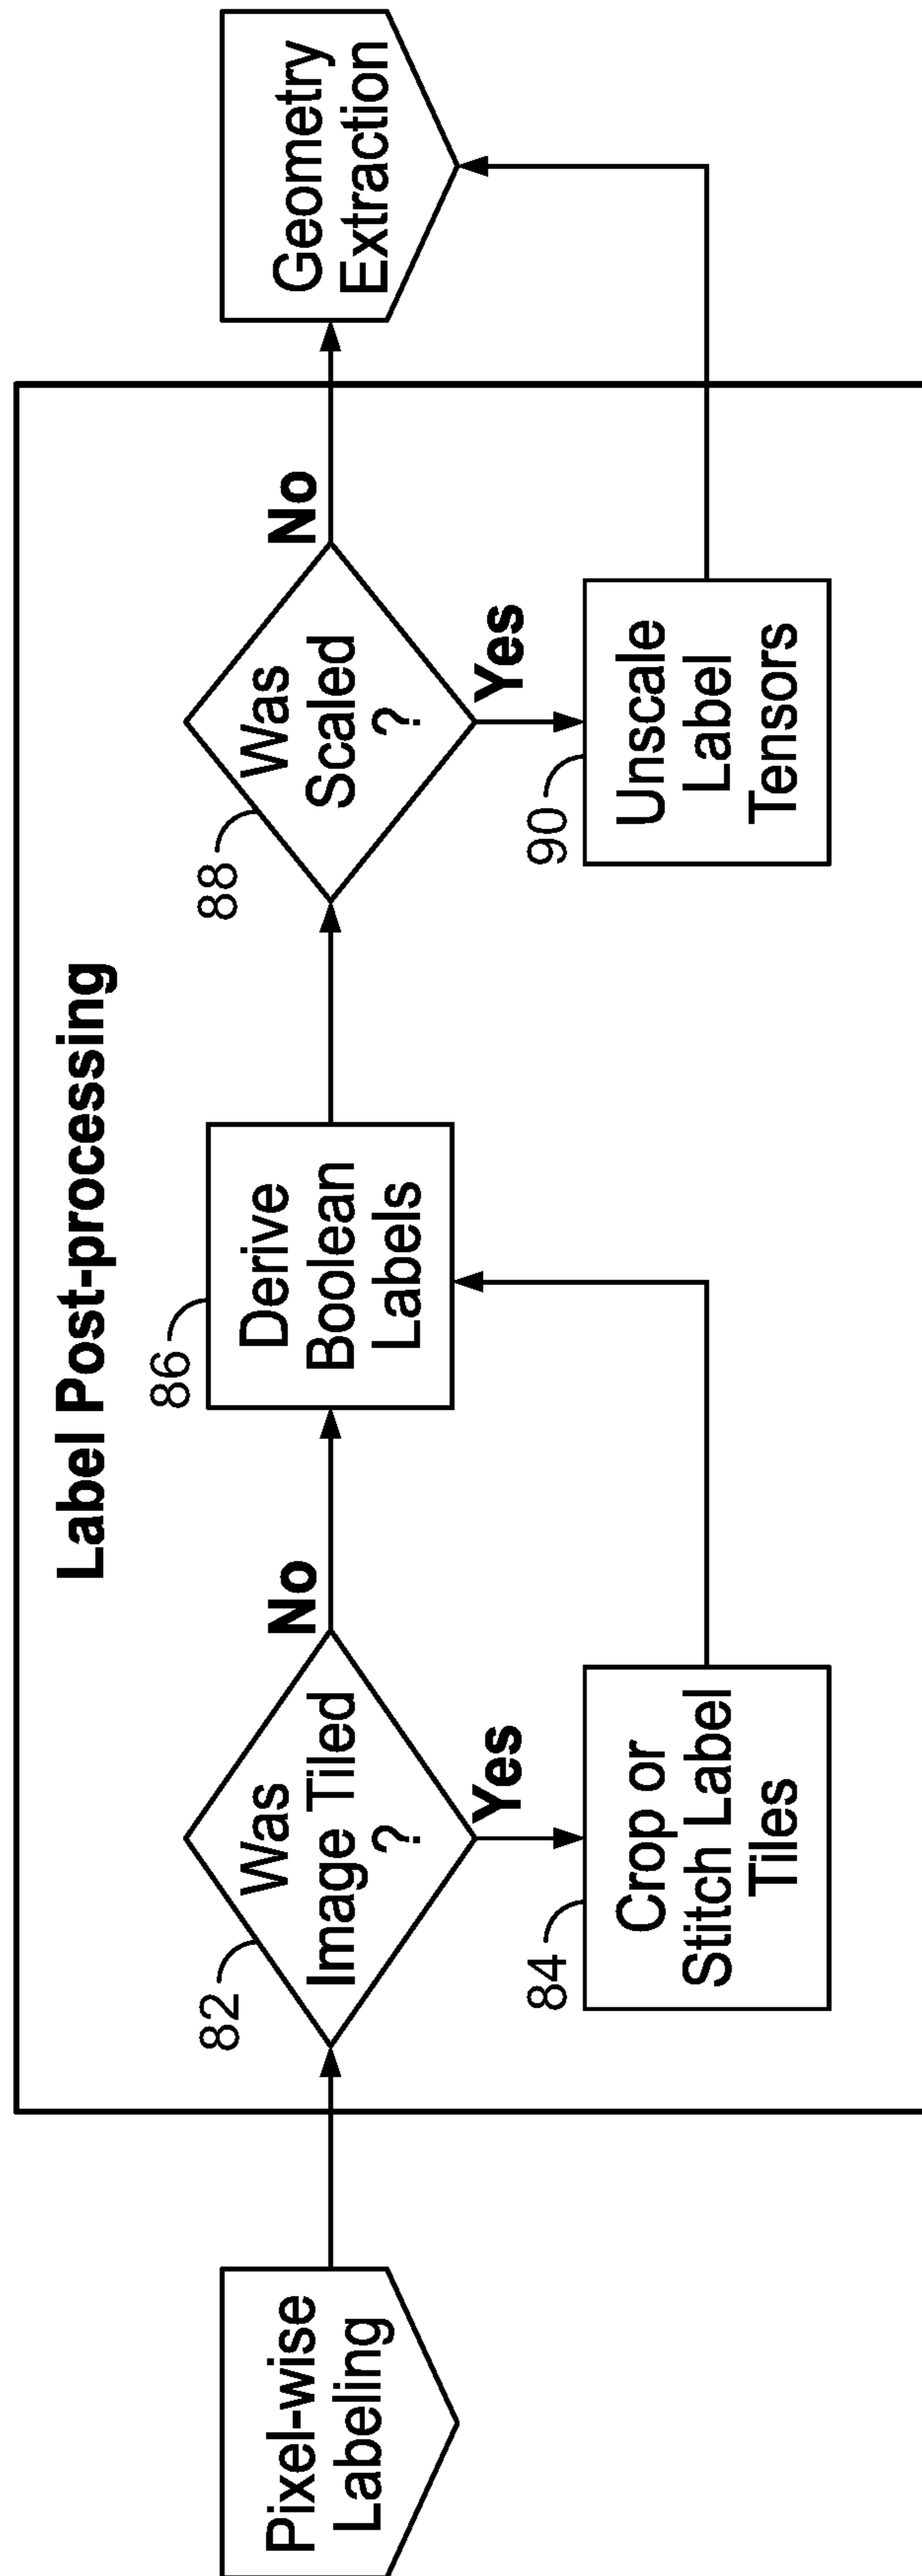 Label Post-processing
Pixel-wise
Labeling
82
Was
Image Tiled
?
No
Yes
84
Crop or
Stitch Label
Tiles
86
Derive
Boolean
Labels
88
Was
Scaled
?
No
Yes
90
Unscale
Label
Tensors
Geometry
Extraction